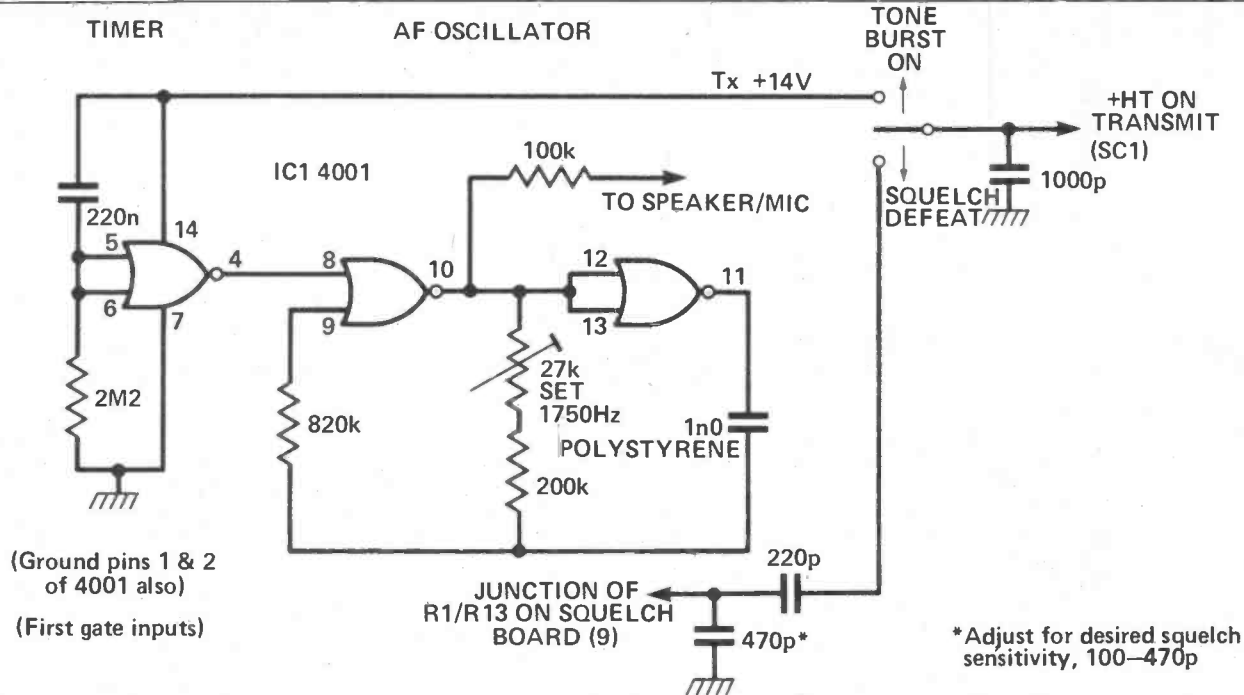 TIMER
AF OSCILLATOR
TONE
BURST
ON
Tx +14V
+HT ON
TRANSMIT
(SC1)
1000p
SQUELCH
DEFEAT
IC1 4001
100k
TO SPEAKER/MIC
220n
5
14
6
7
4
8
9
10
12
13
11
2M2
820k
27k
SET
1750Hz
1n0
POLYSTYRENE
200k
(Ground pins 1 & 2
of 4001 also)
(First gate inputs)
220p
JUNCTION OF
R1/R13 ON SQUELCH
BOARD (9)
470p*
*Adjust for desired squelch
sensitivity, 100—470p